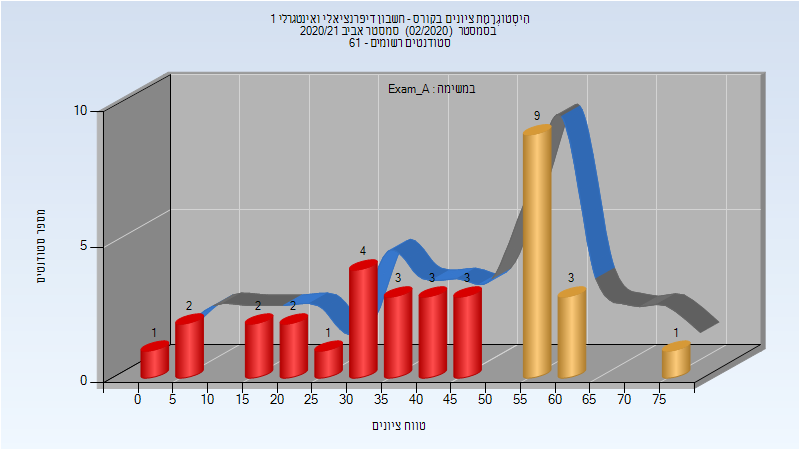 הִיסטוֹגְרָמַת ציונים בקורס - חשבון דיפרנציאלי ואינטגרלי 1
בסמסטר (02/2020) סמסטר אביב 2020/21
סטודנטים רשומים - 61
במשימה : Exam_A
10
5
0
מספר סטודנטים
1
2
2
2
1
4
3
3
3
9
3
1
0 5 10 15 20 25 30 35 40 45 50 55 60 65 70 75
טווח ציונים